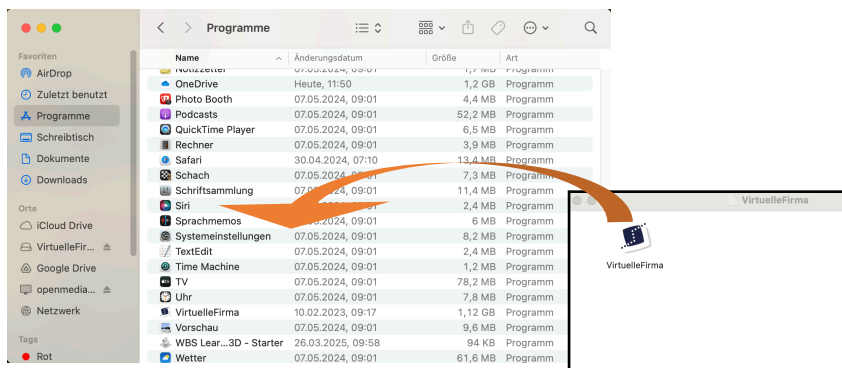 Programme
Favoriten
AirDrop
Zuletzt benutzt
Programme
Schreibtisch
Dokumente
Downloads
Orte
iCloud Drive
VirtuelleFir...
Google Drive
openmedia...
Netzwerk
Tags
Rot
Name Änderungsdatum Größe Art
Notizzettel 07.05.2024, 09:01 1,7 MB Programm
OneDrive Heute, 11:50 1,2 GB Programm
Photo Booth 07.05.2024, 09:01 4,4 MB Programm
Podcasts 07.05.2024, 09:01 52,2 MB Programm
QuickTime Player 07.05.2024, 09:01 6,5 MB Programm
Rechner 07.05.2024, 09:01 3,9 MB Programm
Safari 30.04.2024, 07:10 13,4 MB Programm
Schach 07.05.2024, 09:01 7,3 MB Programm
Schriftsammlung 09:01 11,4 MB Programm
Siri 2,4 MB Programm
Sprachmemos 09:01 6 MB Programm
Systemeinstellungen 07.05.2024, 09:01 8,2 MB Programm
TextEdit 07.05.2024, 09:01 2,4 MB Programm
Time Machine 07.05.2024, 09:01 1,2 MB Programm
TV 07.05.2024, 09:01 78,2 MB Programm
Uhr 07.05.2024, 09:01 7,8 MB Programm
VirtuelleFirma 10.02.2023, 09:17 1,12 GB Programm
Vorschau 07.05.2024, 09:01 9,6 MB Programm
WBS Lear...3D - Starter 26.03.2025, 09:58 94 KB Programm
Wetter 07.05.2024, 09:01 61,6 MB Programm
VirtuelleFirma
VirtuelleFirma